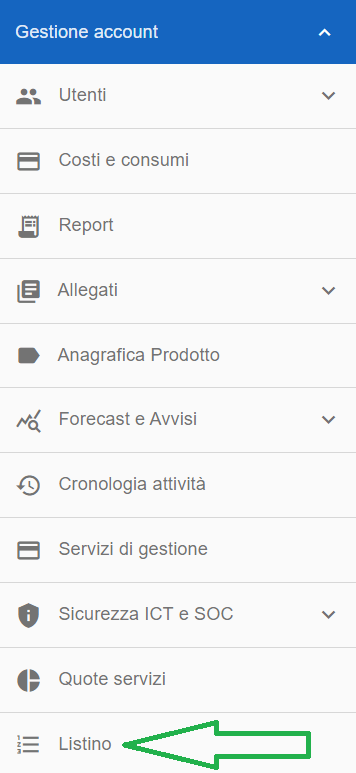 Gestione account
Utenti
Costi e consumi
Report
Allegati
Anagrafica Prodotto
Forecast e Avvisi
Cronologia attività
Servizi di gestione
Sicurezza ICT e SOC
Quote servizi
Listino